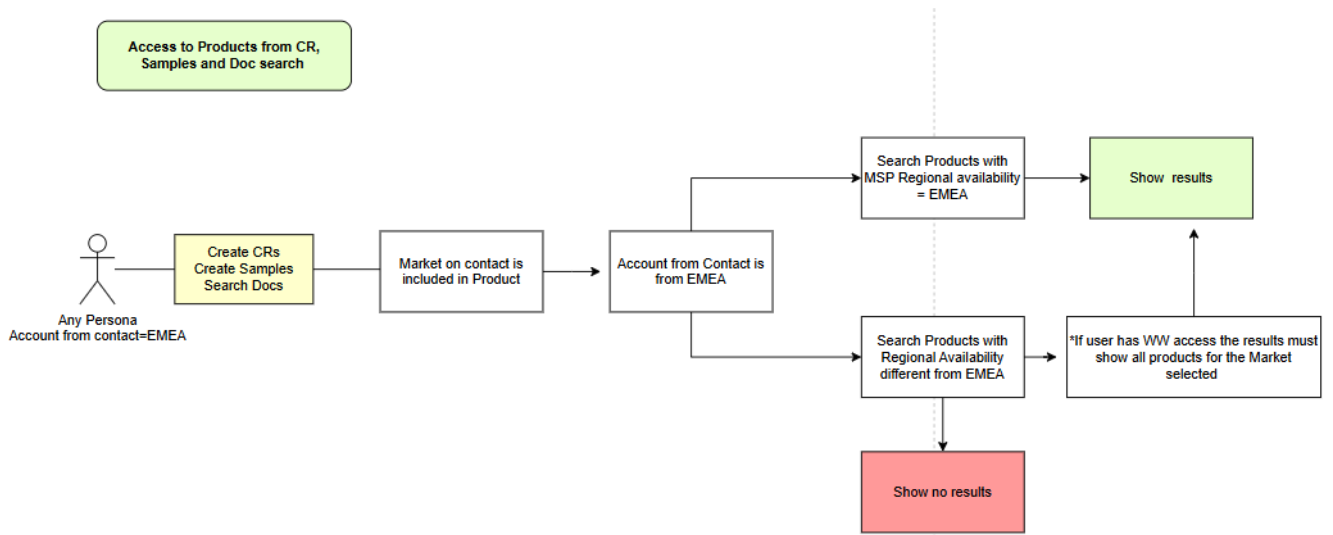 Access to Products from CR,
Samples and Doc search
Search Products with
MSP Regional availability
= EMEA
Show results
Create CRs
Create Samples
Search Docs
Market on contact is
included in Product
Account from Contact is
from EMEA
Any Persona
Account from contact=EMEA
Search Products with
Regional Availability
different from EMEA
*If user has WW access the results must
show all products for the Market
selected
Show no results